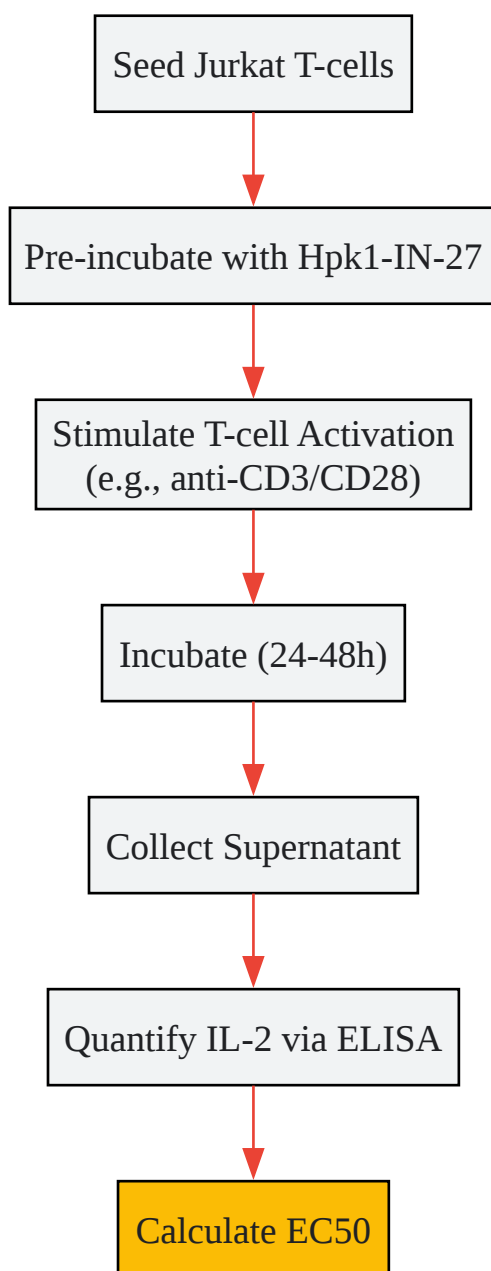 Seed Jurkat T-cells
Pre-incubate with Hpk1-IN-27
Stimulate T-cell Activation
(e.g., anti-CD3/CD28)
Incubate (24-48h)
Collect Supernatant
Quantify IL-2 via ELISA
Calculate EC50